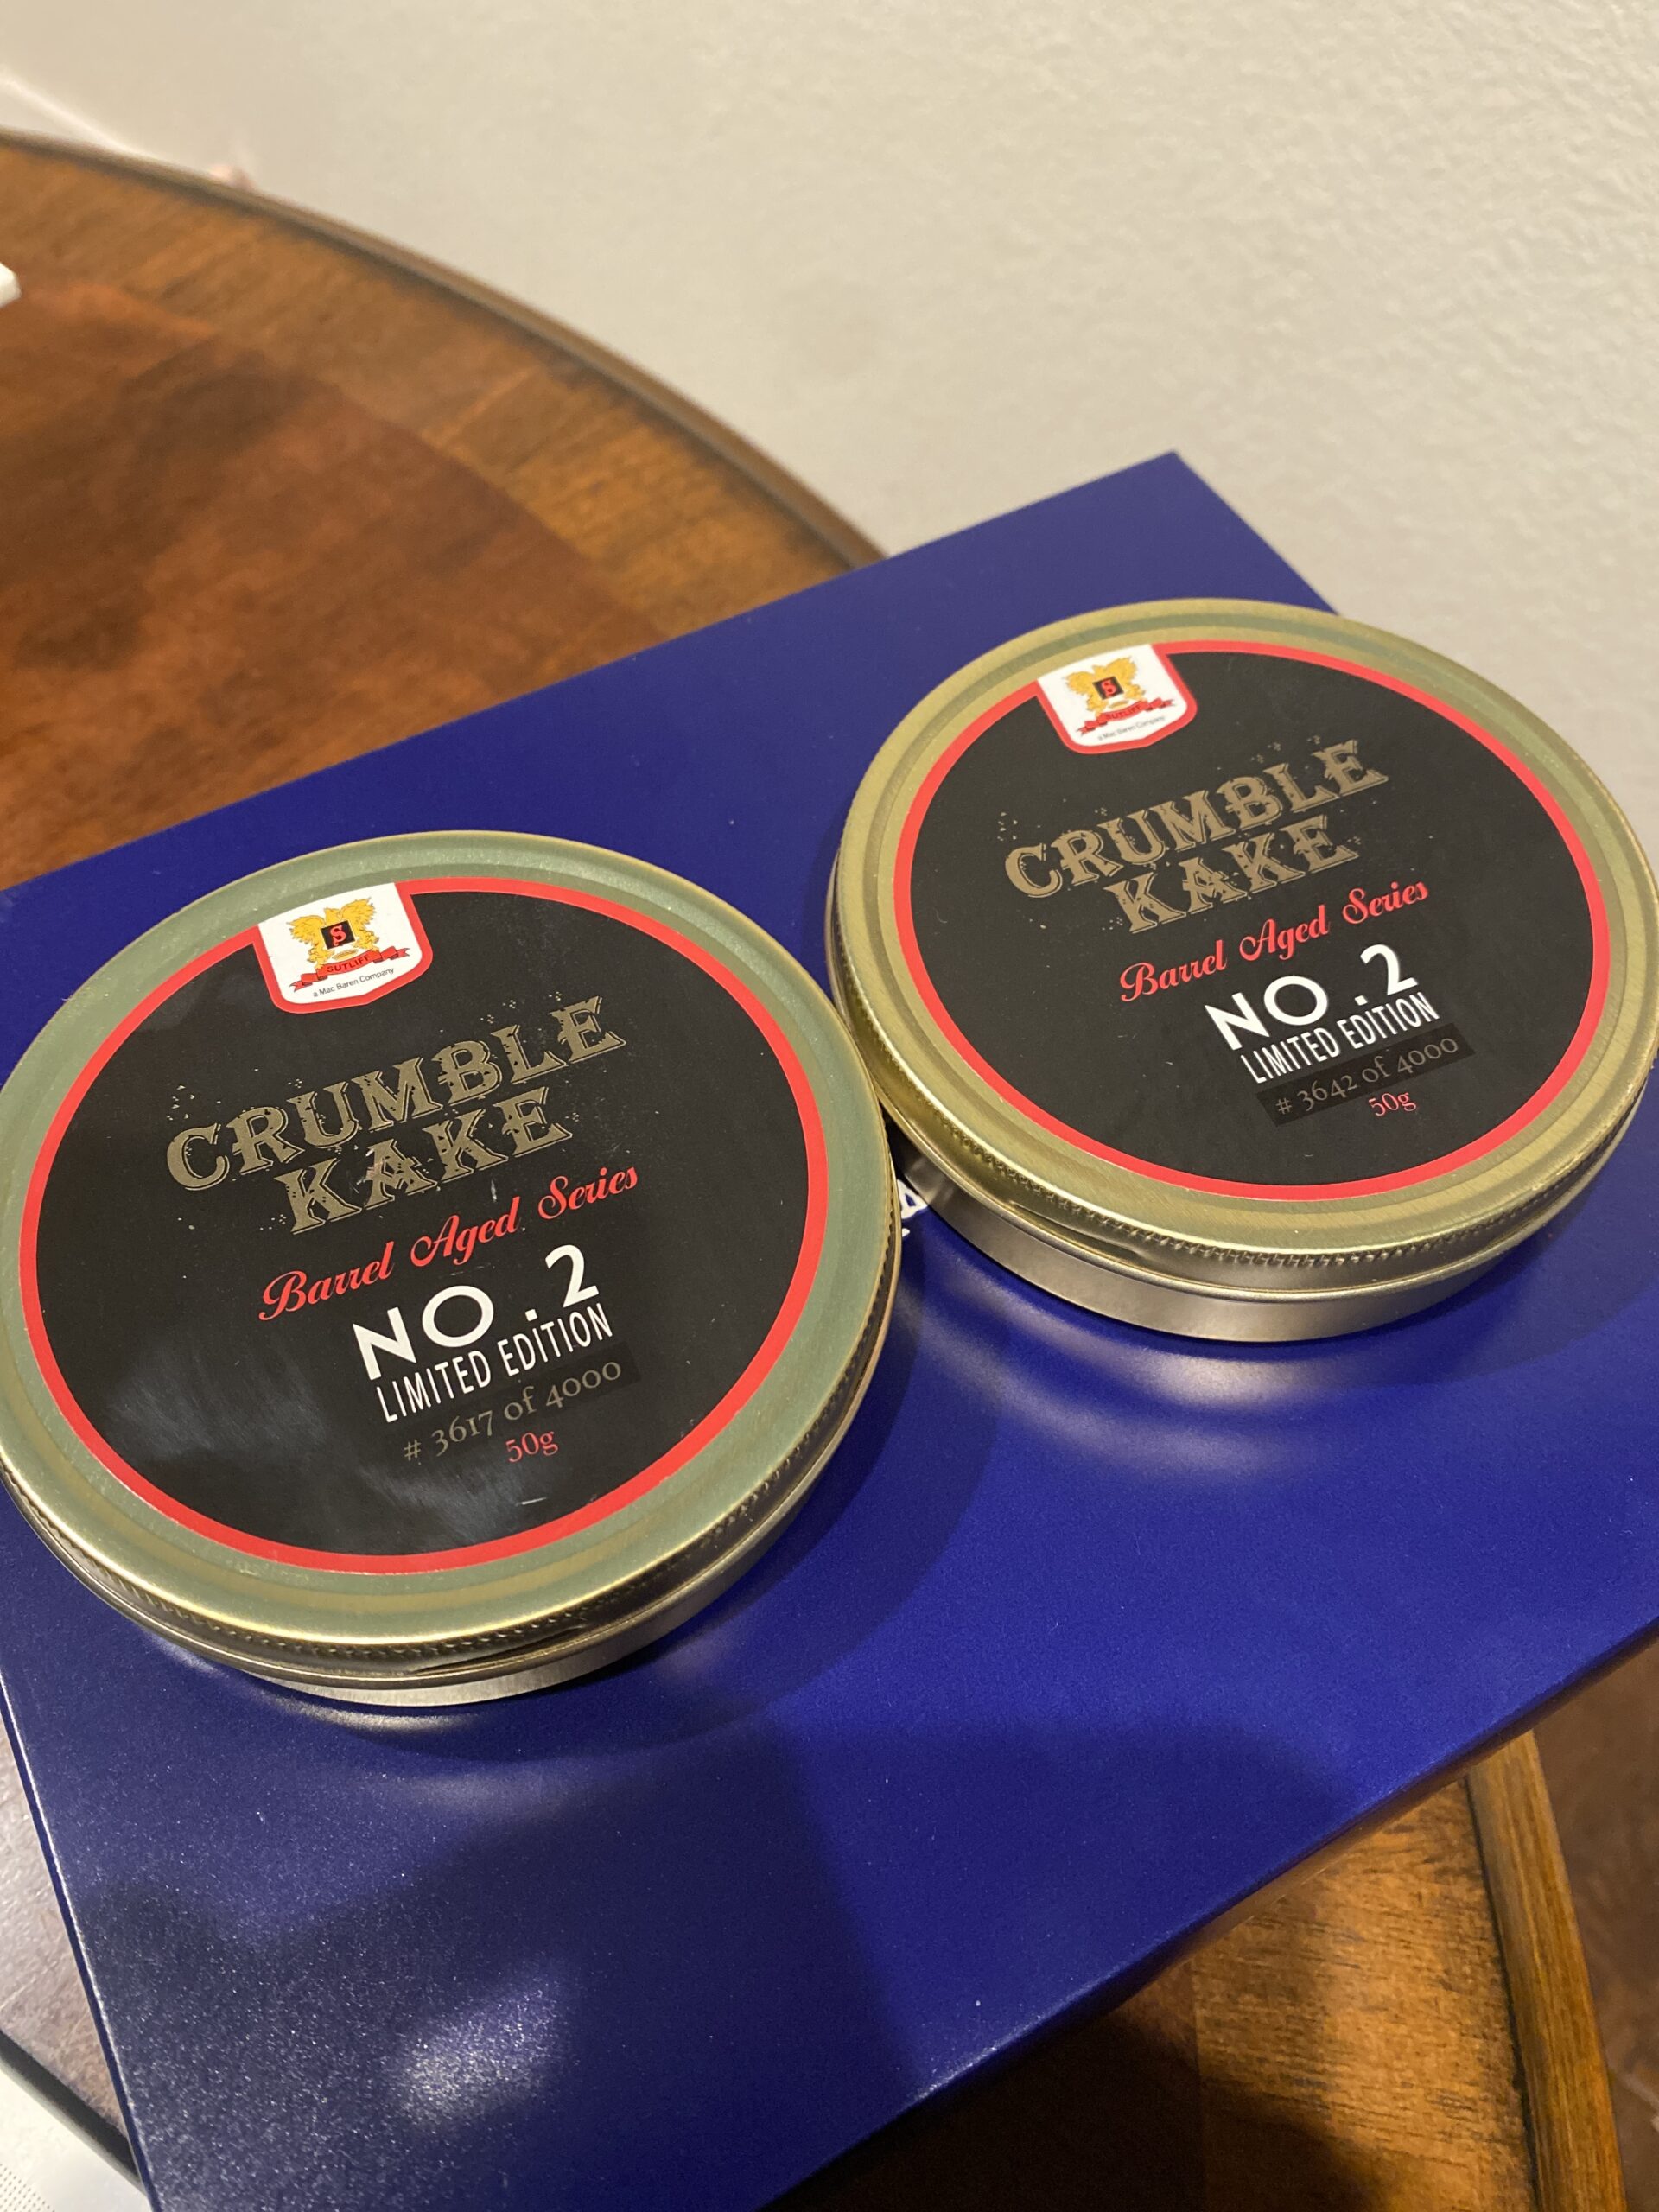 S
SUTLIFF
a Mac Baren Company
CRUMBLE
KAKE
Barrel Aged Series
NO.2
LIMITED EDITION
# 3617 of 4000
50g
S
SUTLIFF
a Mac Baren Company
CRUMBLE
KAKE
Barrel Aged Series
NO.2
LIMITED EDITION
# 3642 of 4000
50g